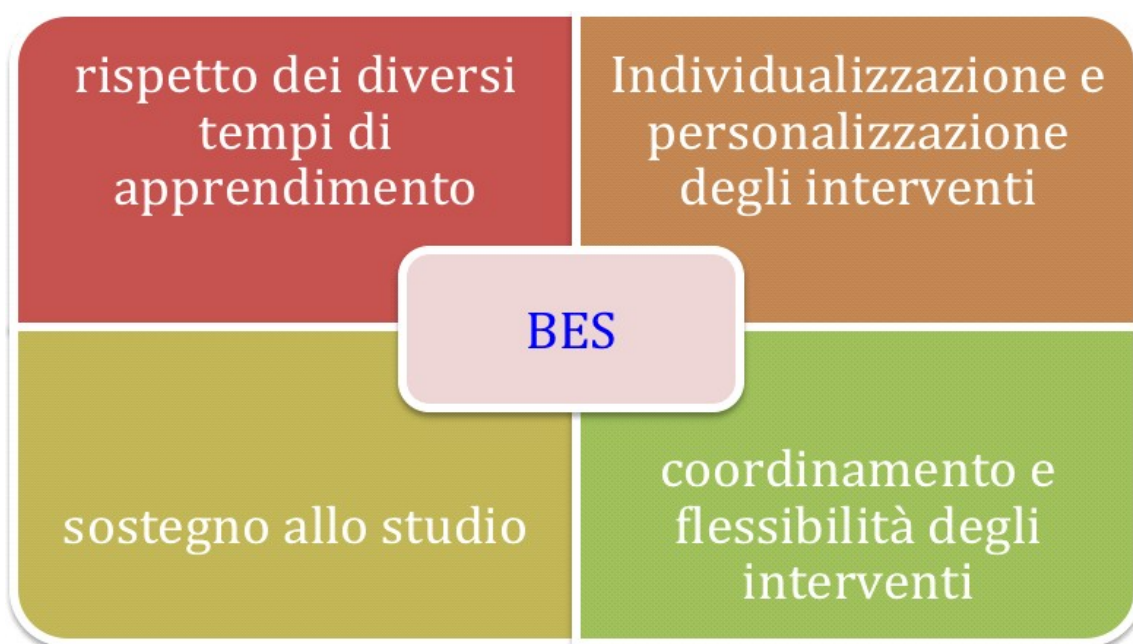 rispetto dei diversi
tempi di
apprendimento
Individualizzazione e
personalizzazione
degli interventi
BES
sostegno allo studio
coordinamento e
flessibilità degli
interventi